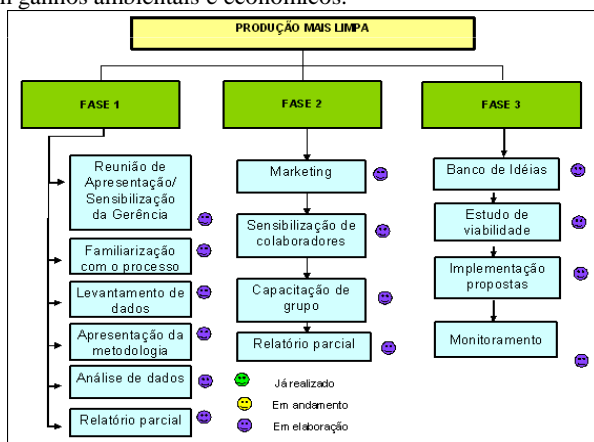 ganhos ambientais e econômicos.
PRODUÇÃO MAIS LIMPA
FASE 1
FASE 2
FASE 3
Reunião de
Apresentação/
Sensibilização
da Gerência
Familiarização
com o processo
Levantamento de
dados
Apresentação da
metodologia
Análise de dados
Relatório parcial
Marketing
Sensibilização de
colaboradores
Capacitação de
grupo
Relatório parcial
Banco de Idéias
Estudo de
viabilidade
Implementação
propostas
Monitoramento
Já realizado
Em andamento
Em elaboração